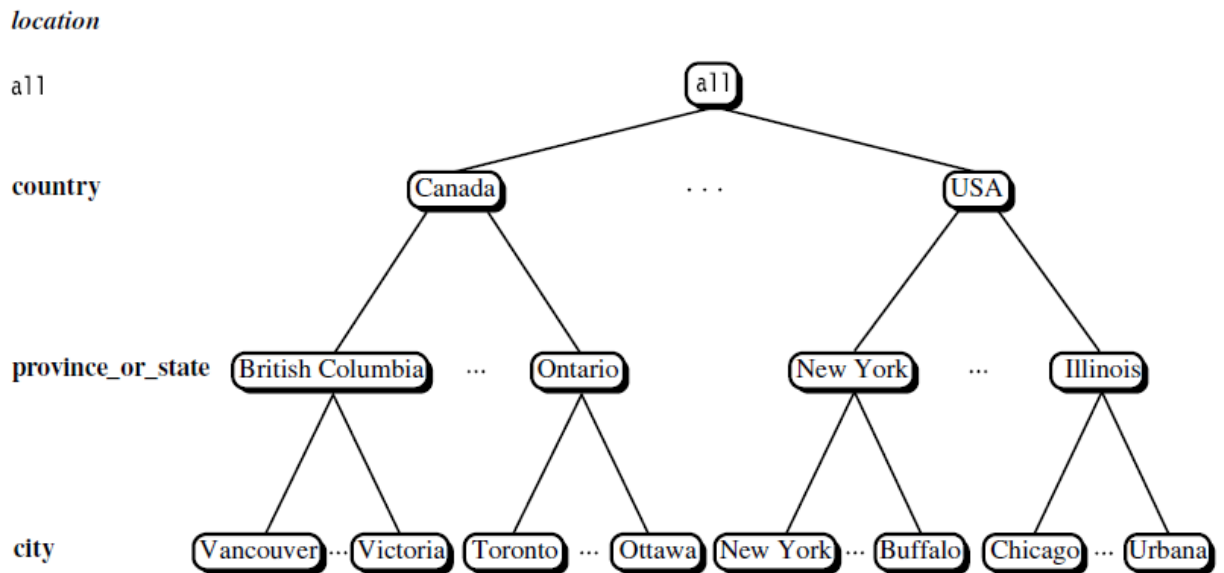 location
all all
country Canada ... USA
province_or_state British Columbia ... Ontario New York ... Illinois
city Vancouver ... Victoria Toronto ... Ottawa New York ... Buffalo Chicago ... Urbana